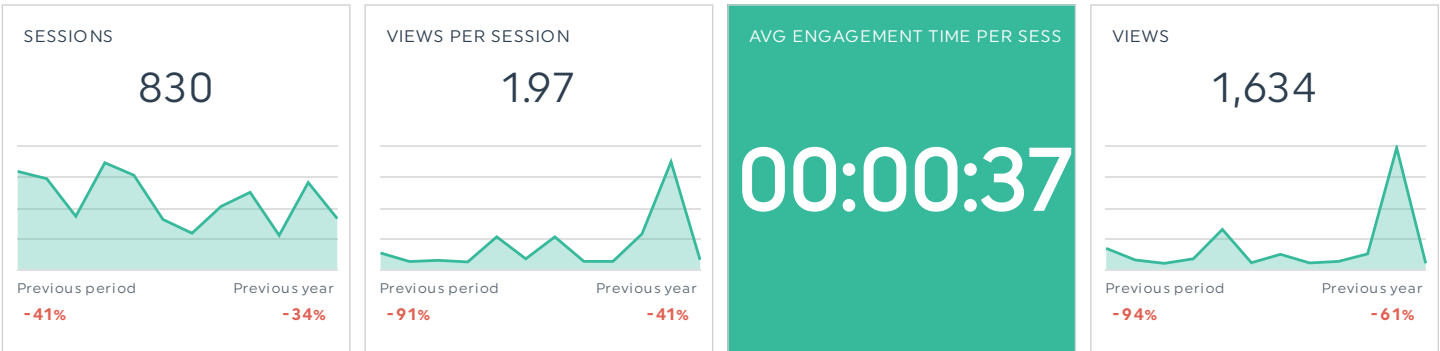 SESSIONS
830
Previous period
Previous year
-41%
-34%
VIEWS PER SESSION
1.97
Previous period
Previous year
-91%
-41%
AVG ENGAGEMENT TIME PER SESS
00:00:37
VIEWS
1,634
Previous period
Previous year
-94%
-61%